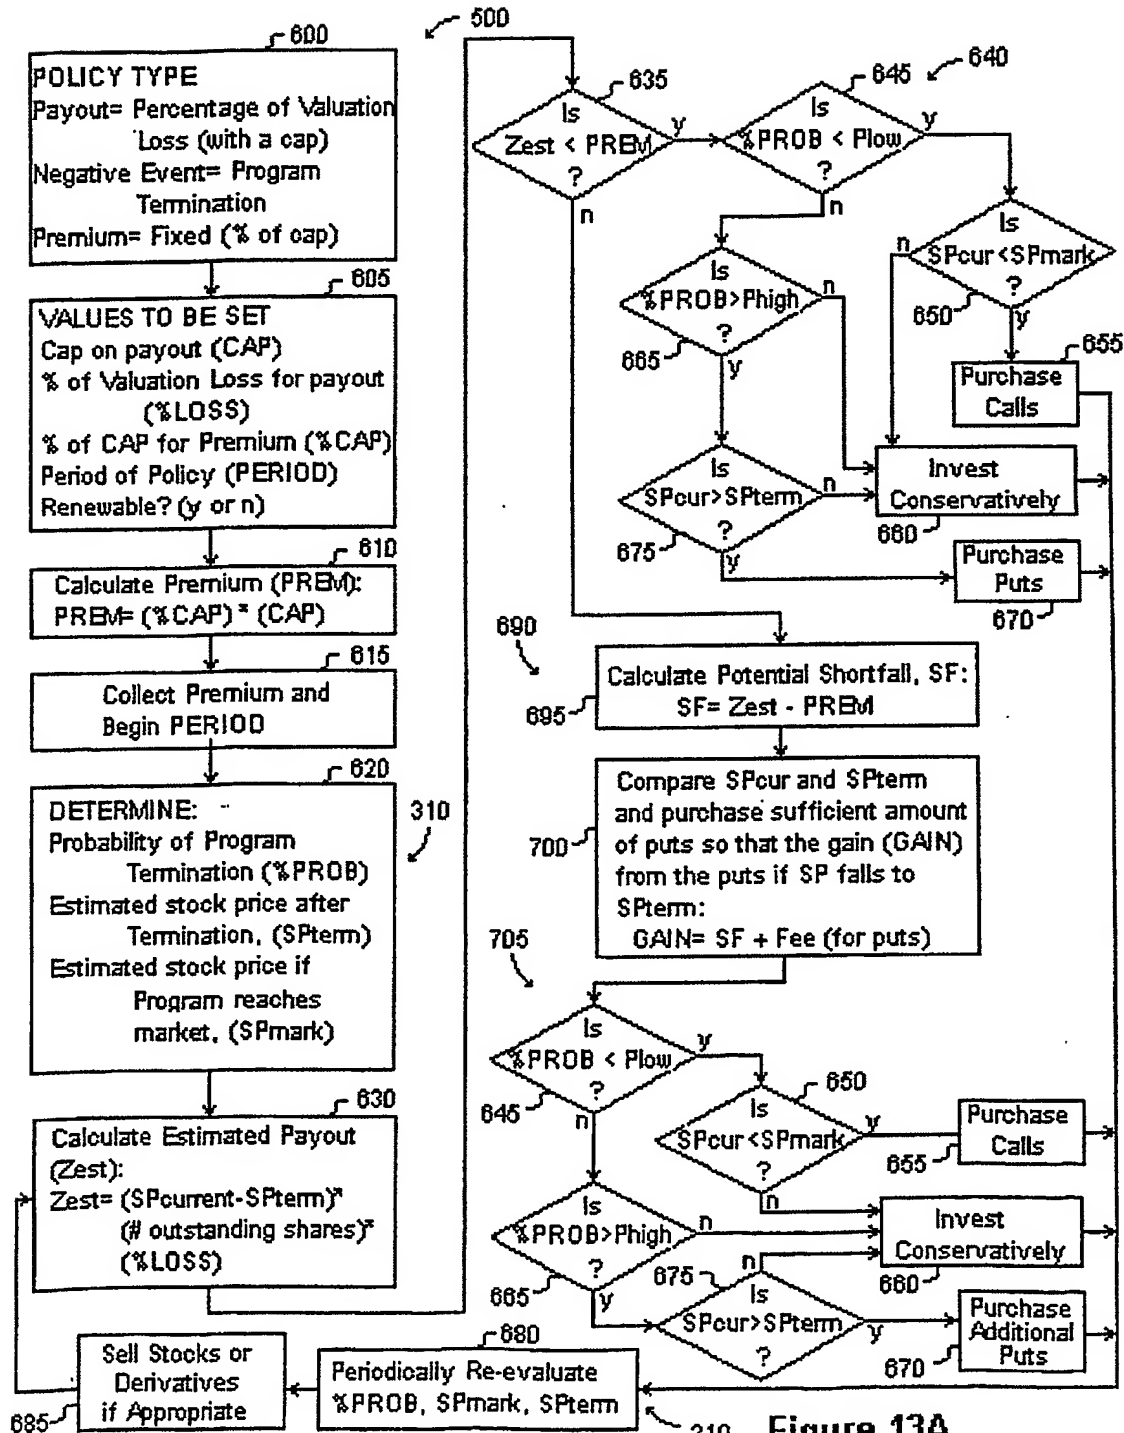 500
600
POLICY TYPE
Payout= Percentage of Valuation
Loss (with a cap)
Negative Event= Program
Termination
Premium= Fixed (% of cap)
605
VALUES TO BE SET
Cap on payout (CAP)
% of Valuation Loss for payout
(%LOSS)
% of CAP for Premium (%CAP)
Period of Policy (PERIOD)
Renewable? (y or n)
610
Calculate Premium (PREM):
PREM= (%CAP) * (CAP)
615
Collect Premium and
Begin PERIOD
620
310
DETERMINE:
Probability of Program
Termination (%PROB)
Estimated stock price after
Termination, (SPterm)
Estimated stock price if
Program reaches
market, (SPmark)
630
Calculate Estimated Payout
(Zest):
Zest= (SPcurrent-SPterm)*
(# outstanding shares)*
(%LOSS)
635
Is
Zest < PREM
?
y
n
640
645
Is
%PROB < Plow
?
y
n
Is
SPcur<SPmark
?
n
y
650
655
Purchase
Calls
Is
%PROB>Phigh
?
n
y
665
Is
SPcur>SPterm
?
n
y
675
Invest
Conservatively
660
Purchase
Puts
670
690
Calculate Potential Shortfall, SF:
SF= Zest - PREM
695
Compare SPcur and SPterm
and purchase sufficient amount
of puts so that the gain (GAIN)
from the puts if SP falls to
SPterm:
GAIN= SF + Fee (for puts)
700
705
Is
%PROB < Plow
?
y
n
645
650
Is
SPcur<SPmark
?
y
n
Purchase
Calls
655
Is
%PROB>Phigh
?
n
y
665
Invest
Conservatively
660
675
n
Is
SPcur>SPterm
?
y
Purchase
Additional
Puts
670
680
Periodically Re-evaluate
%PROB, SPmark, SPterm
310
Sell Stocks or
Derivatives
if Appropriate
685
Figure 13A